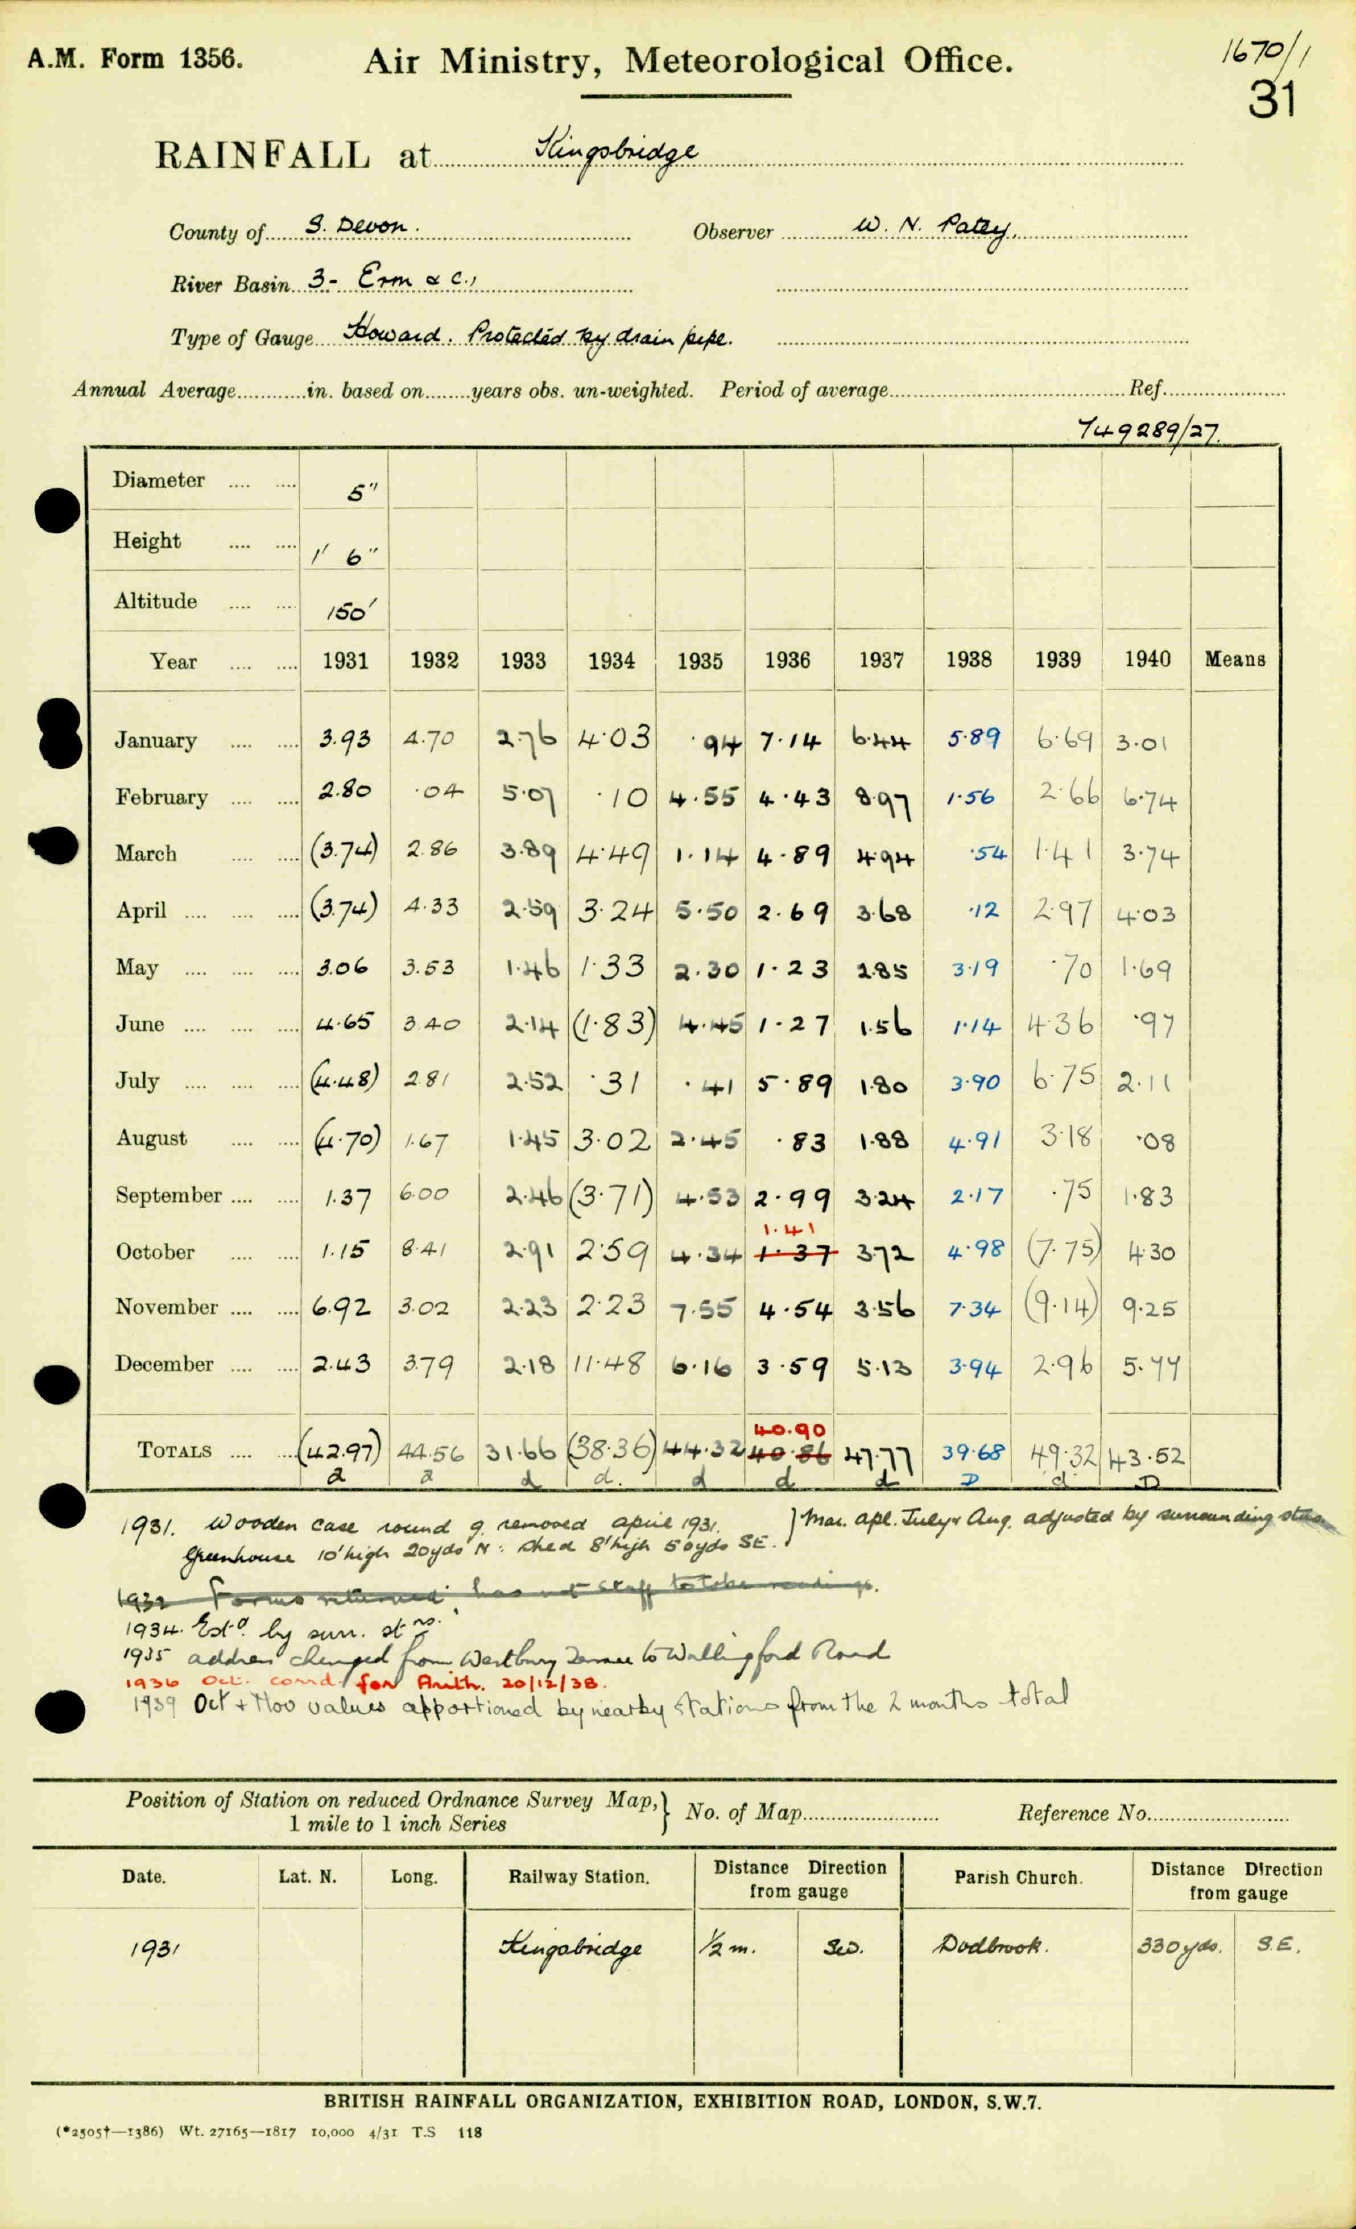 A.M. Form 1356.
Air Ministry, Meteorological Office.
1670/1
31
RAINFALL at Kingsbridge
County of S. Devon. Observer W. N. Patey.
River Basin 3- Erm & c.,
Type of Gauge Howard. Protected by drain pipe.
Annual Average............in. based on........years obs. un-weighted. Period of average............Ref............
749289/27
Diameter .... .... 5"
Height .... .... 1' 6"
Altitude .... .... 150'
Year .... .... 1931 1932 1933 1934 1935 1936 1937 1938 1939 1940 Means
January .... .... 3.93 4.70 2.76 4.03 .94 7.14 6.44 5.89 6.69 3.01
February .... .... 2.80 .04 5.07 .10 4.55 4.43 8.97 1.56 2.66 6.74
March .... .... (3.74) 2.86 3.89 4.49 1.14 4.89 4.94 .54 1.41 3.74
April .... .... .... (3.74) 4.33 2.59 3.24 5.50 2.69 3.68 .12 2.97 4.03
May .... .... .... 3.06 3.53 1.46 1.33 2.30 1.23 2.85 3.19 .70 1.69
June .... .... .... 4.65 3.40 2.14 (1.83) 4.45 1.27 1.56 1.14 4.36 .97
July .... .... .... (4.48) 2.81 2.52 .31 .41 5.89 1.80 3.90 6.75 2.11
August .... .... (4.70) 1.67 1.45 3.02 2.45 .83 1.88 4.91 3.18 .08
September .... .... 1.37 6.00 2.46 (3.71) 4.53 2.99 3.24 2.17 .75 1.83
1.41
October .... .... 1.15 8.41 2.91 2.59 4.34 1.37 3.72 4.98 (7.75) 4.30
November .... .... 6.92 3.02 2.23 2.23 7.55 4.54 3.56 7.34 (9.14) 9.25
December .... .... 2.43 3.79 2.18 11.48 6.16 3.59 5.13 3.94 2.96 5.77
40.90
TOTALS .... .... (42.97) 44.56 31.66 (38.36) 44.32 40.86 47.77 39.68 49.32 43.52
a a d d. d d d D d D
1931. Wooden case round g. removed april 1931. } Mar. apl. July & Aug. adjusted by surrounding stns
Greenhouse 10' high 20yds N: shed 8' high 50yds SE.
1932 Forms returned, has not staff to take readings.
1934. Estd. by surr. stns.
1935 address changed from Westbury Terrace to Wallingford Road
1936 Oct. corrd. for Arith. 20/12/38.
1939 Oct + Nov values apportioned by nearby stations from the 2 months total
Position of Station on reduced Ordnance Survey Map, } No. of Map............ Reference No............
1 mile to 1 inch Series
Date. Lat. N. Long. Railway Station. Distance Direction from gauge Parish Church. Distance Direction from gauge
1931 Kingsbridge 1/2 m. SW. Dodbrook. 330 yds. S.E.
BRITISH RAINFALL ORGANIZATION, EXHIBITION ROAD, LONDON, S.W.7.
(*2505†—1386) Wt. 27165—1817 10,000 4/31 T.S 118